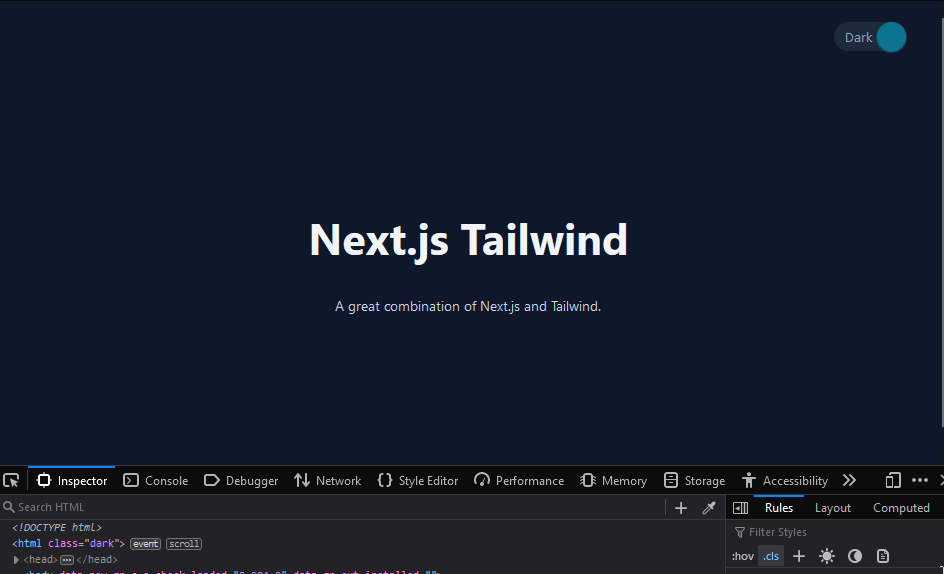 Dark
Next.js Tailwind
A great combination of Next.js and Tailwind.
Inspector Console Debugger Network {} Style Editor Performance Memory Storage Accessibility
Search HTML
Rules Layout Computed
<!DOCTYPE html>
Filter Styles
<html class="dark"> event scroll
:hov .cls
<head> </head>